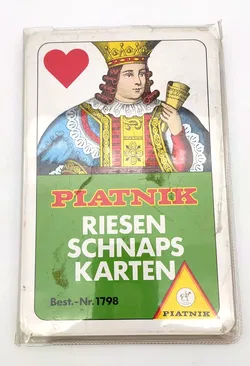 PIATNIK
RIESEN
SCHNAPS
KARTEN
Best.-Nr.1798
PIATNIK